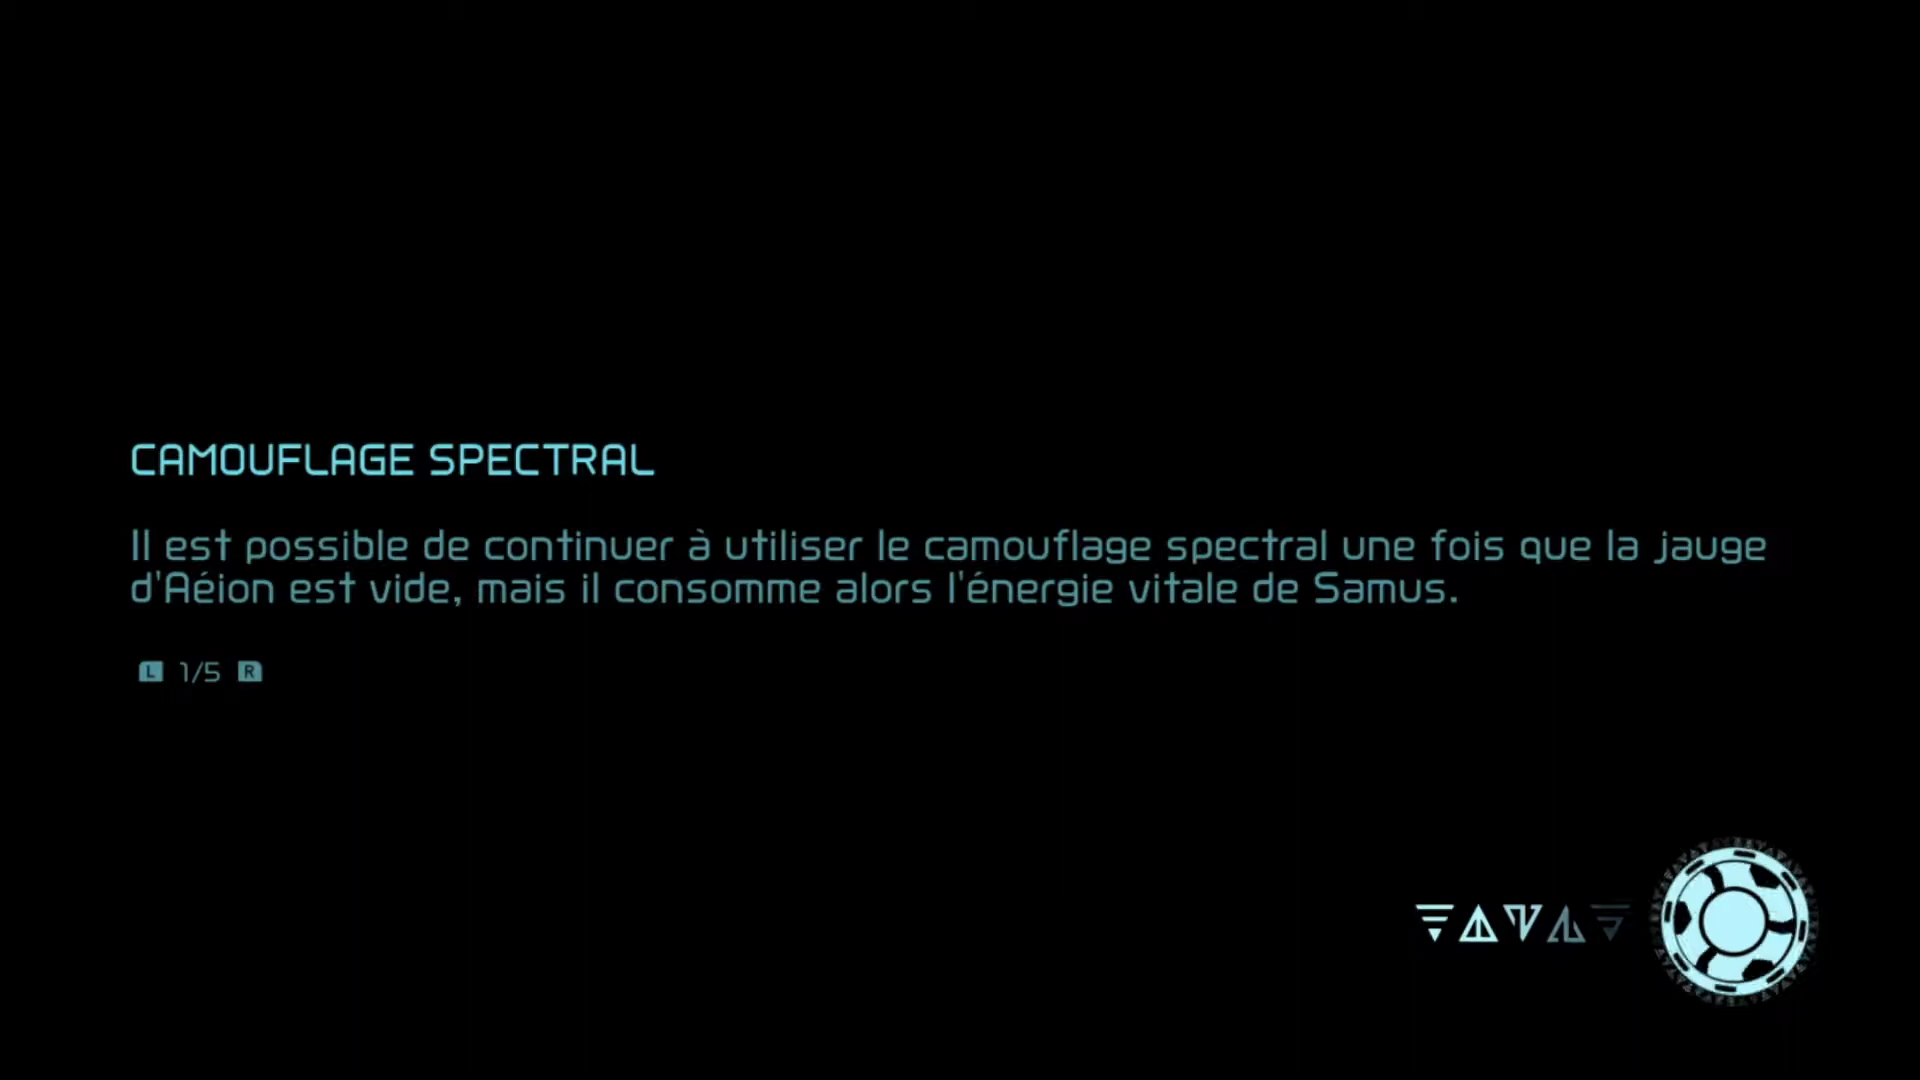 CAMOUFLAGE SPECTRAL
Il est possible de continuer à utiliser le camouflage spectral une fois que la jauge
d'Aéion est vide, mais il consomme alors l'énergie vitale de Samus.
L 1/5 R